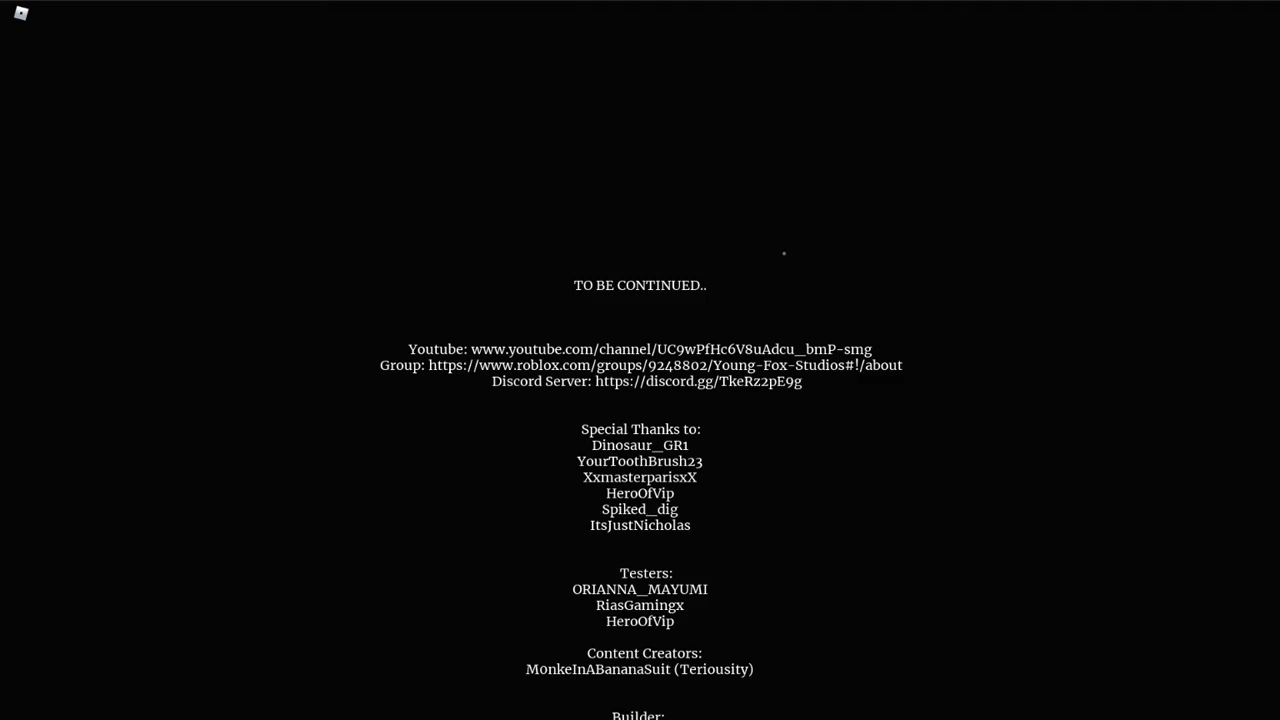 TO BE CONTINUED..
Youtube: www.youtube.com/channel/UC9wPfHc6V8uAdcu_bmP-smg
Group: https://www.roblox.com/groups/9248802/Young-Fox-Studios#!/about
Discord Server: https://discord.gg/TkeRz2pE9g
Special Thanks to:
Dinosaur_GR1
YourToothBrush23
XxmasterparisxX
HeroOfVip
Spiked_dig
ItsJustNicholas
Testers:
ORIANNA_MAYUMI
RiasGamingx
HeroOfVip
Content Creators:
M0nkeInABananaSuit (Teriousity)
Builder: